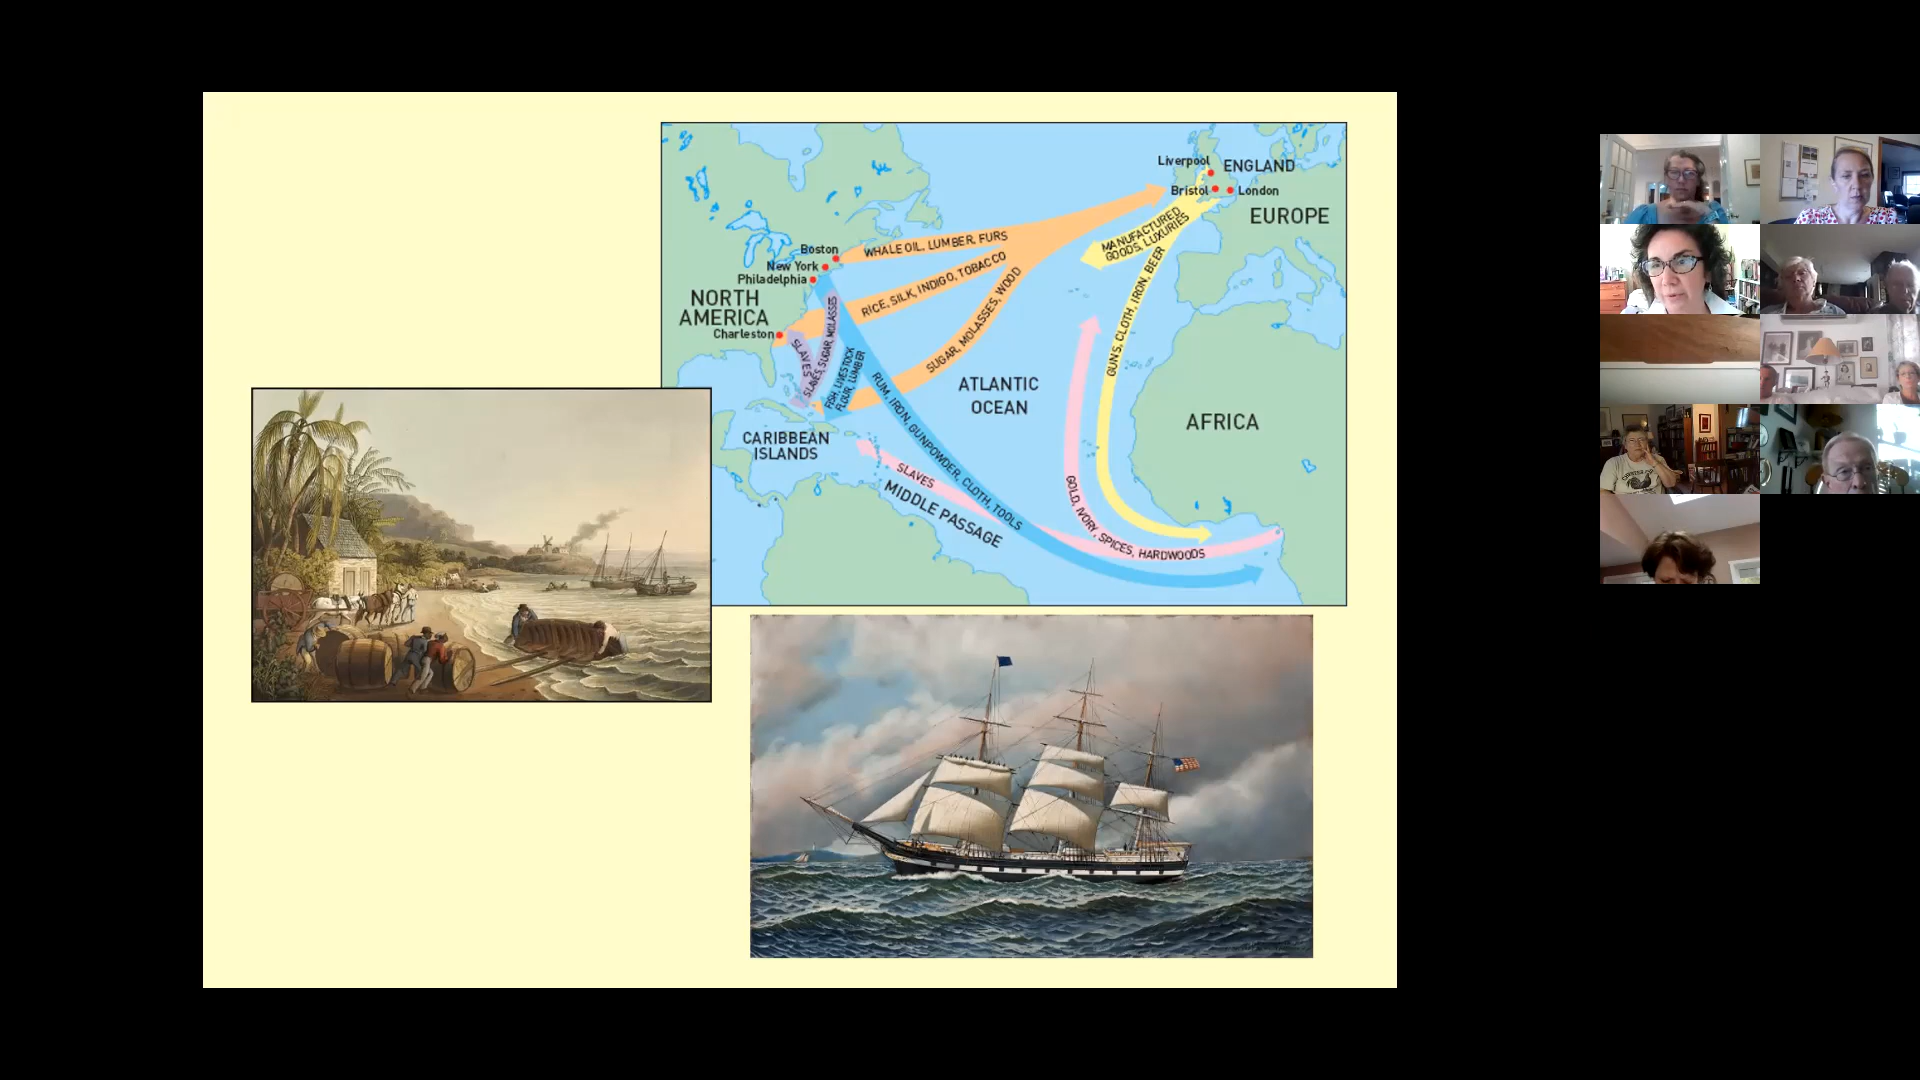 Liverpool
ENGLAND
Bristol
London
EUROPE
MANUFACTURED
GOODS, LUXURIES
Boston
WHALE OIL, LUMBER, FURS
New York
Philadelphia
RICE, SILK, INDIGO, TOBACCO
NORTH
AMERICA
Charleston
SLAVES
SLAVES, SUGAR, MOLASSES
FISH, LIVESTOCK
FLOUR, LUMBER
SUGAR, MOLASSES, WOOD
GUNS, CLOTH, IRON, BEER
RUM, IRON, GUNPOWDER, CLOTH, TOOLS
ATLANTIC
OCEAN
AFRICA
CARIBBEAN
ISLANDS
SLAVES
MIDDLE PASSAGE
GOLD, IVORY, SPICES, HARDWOODS